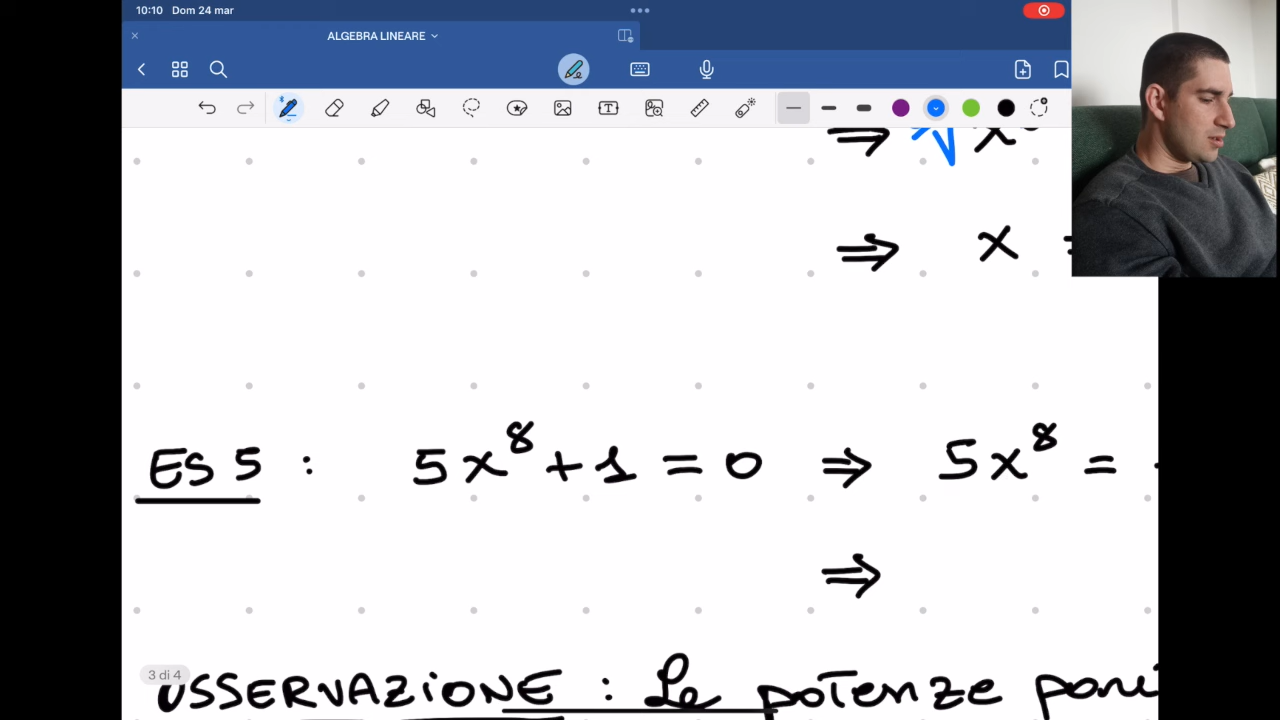 10:10 Dom 24 mar
ALGEBRA LINEARE
⇒ √x
⇒ x =
ES 5 : 5x⁸ + 1 = 0 ⇒ 5x⁸ =
⇒
3 di 4
OSSERVAZIONE : Le potenze pari